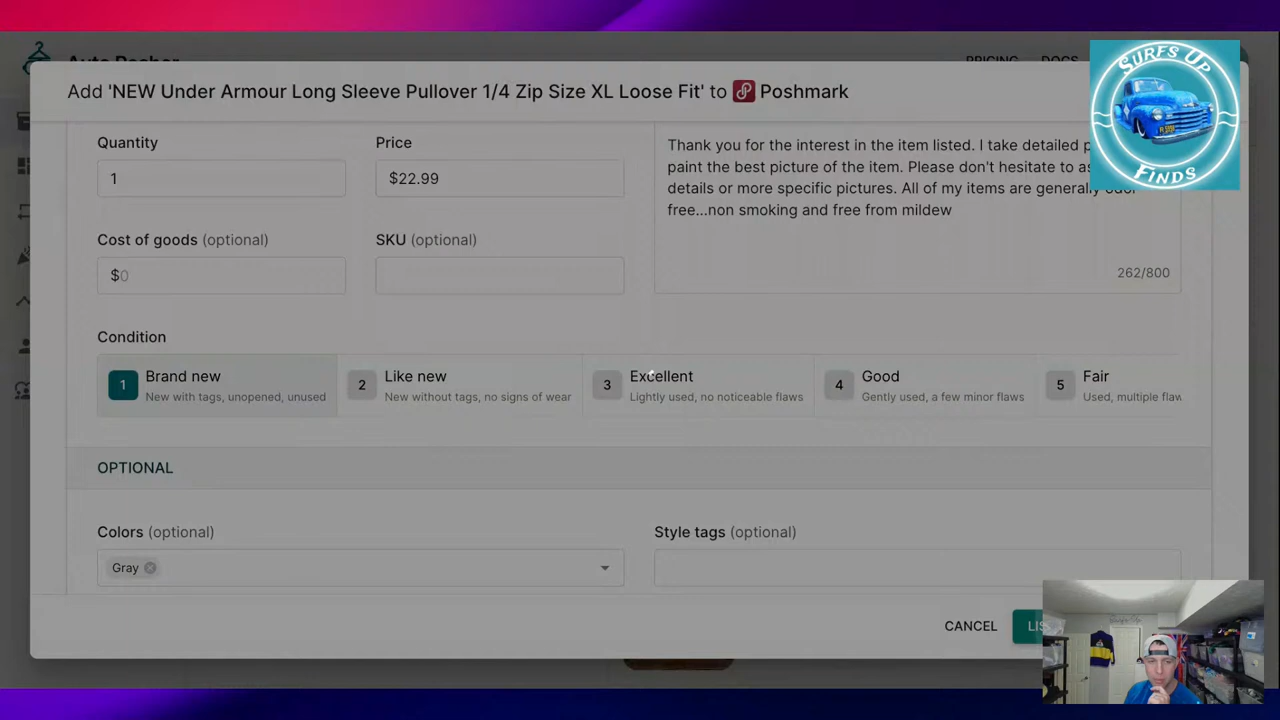 PRICING DOCS
Add 'NEW Under Armour Long Sleeve Pullover 1/4 Zip Size XL Loose Fit' to Poshmark
SURFS UP
FINDS
Quantity
1
Price
$22.99
Thank you for the interest in the item listed. I take detailed
paint the best picture of the item. Please don't hesitate to
details or more specific pictures. All of my items are generally
free...non smoking and free from mildew
262/800
Cost of goods (optional)
$0
SKU (optional)
Condition
1 Brand new
New with tags, unopened, unused
2 Like new
New without tags, no signs of wear
3 Excellent
Lightly used, no noticeable flaws
4 Good
Gently used, a few minor flaws
5 Fair
Used, multiple
OPTIONAL
Colors (optional)
Gray
Style tags (optional)
CANCEL